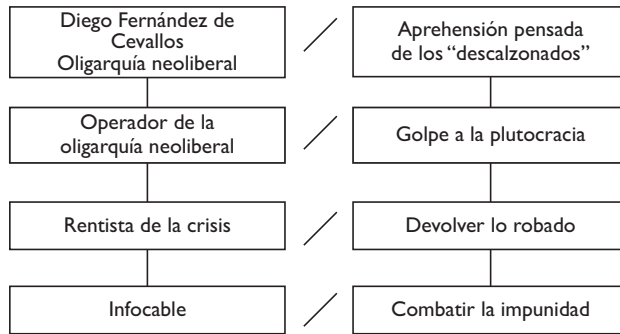 Diego Fernández de
Cevallos
Oligarquía neoliberal
Aprehensión pensada
de los “descalzonados”
Operador de la
oligarquía neoliberal
Golpe a la plutocracia
Rentista de la crisis
Devolver lo robado
Infocable
Combatir la impunidad